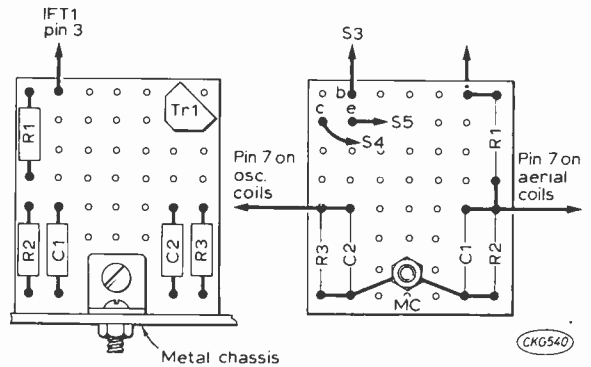 IFT1
pin 3
Tr1
R1
R2
C1
C2
R3
Metal chassis
S3
b
c
e
S5
S4
R1
Pin 7 on
osc.
coils
Pin 7 on
aerial
coils
R3
C2
C1
R2
MC
CKG540